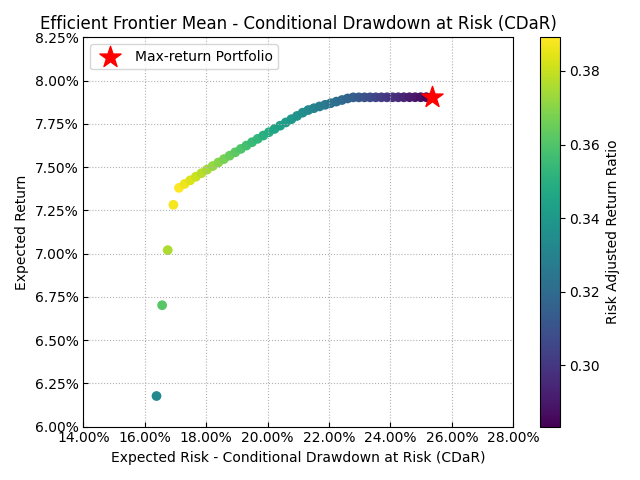 Efficient Frontier Mean - Conditional Drawdown at Risk (CDaR)
Max-return Portfolio
8.25%
8.00%
7.75%
7.50%
7.25%
7.00%
6.75%
6.50%
6.25%
6.00%
Expected Return
14.00% 16.00% 18.00% 20.00% 22.00% 24.00% 26.00% 28.00%
Expected Risk - Conditional Drawdown at Risk (CDaR)
0.38
0.36
0.34
0.32
0.30
Risk Adjusted Return Ratio